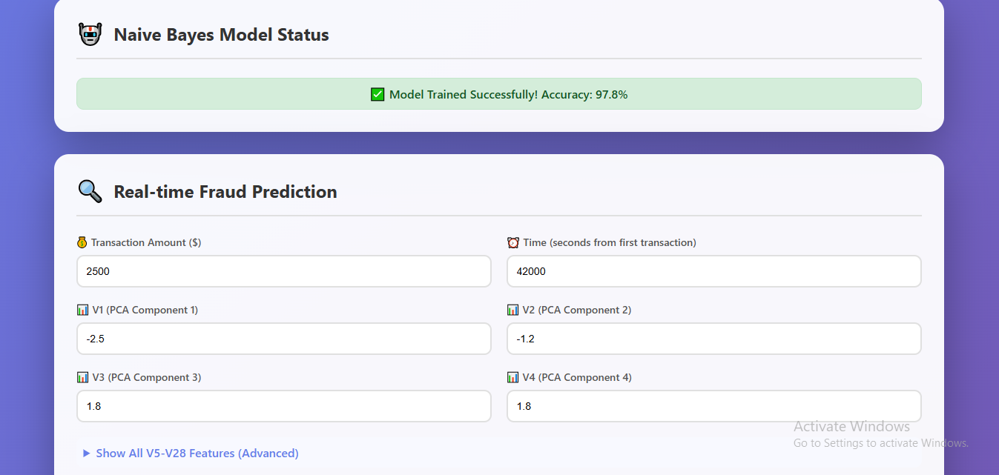 Naive Bayes Model Status
Model Trained Successfully! Accuracy: 97.8%
Real-time Fraud Prediction
Transaction Amount ($)
Time (seconds from first transaction)
2500
42000
V1 (PCA Component 1)
V2 (PCA Component 2)
-2.5
-1.2
V3 (PCA Component 3)
V4 (PCA Component 4)
1.8
1.8
Activate Windows
Go to Settings to activate Windows.
Show All V5-V28 Features (Advanced)